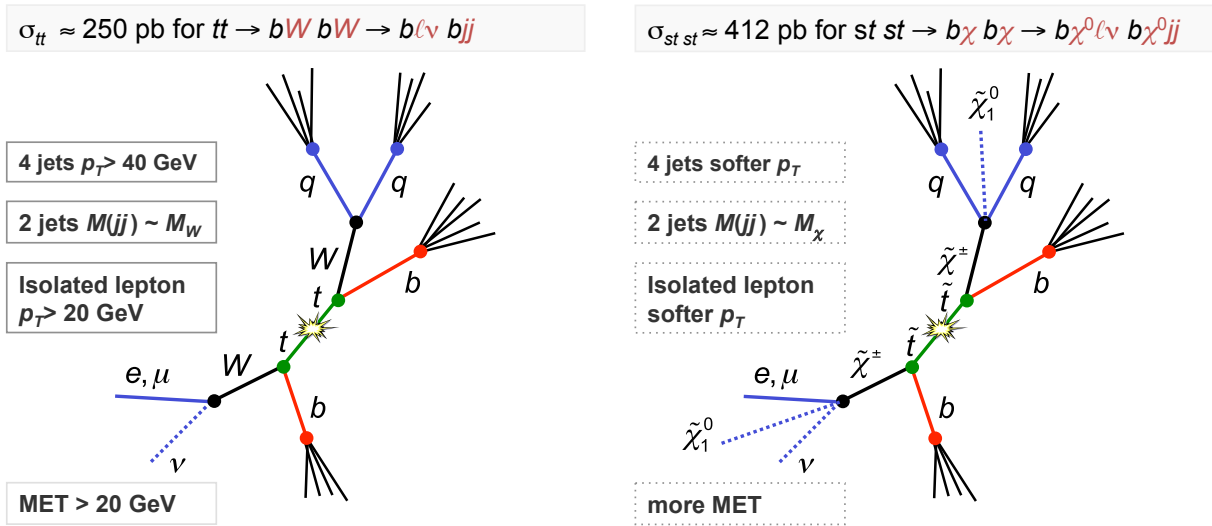 σtt ≈ 250 pb for tt → bW bW → bℓν bjj
4 jets pT> 40 GeV
2 jets M(jj) ~ MW
Isolated lepton
pT> 20 GeV
MET > 20 GeV
q
q
W
b
t
t
W
e, μ
b
ν
σst st ≈ 412 pb for st st → bχ bχ → bχ⁰ℓν bχ⁰jj
4 jets softer pT
2 jets M(jj) ~ Mχ
Isolated lepton
softer pT
more MET
χ̃₁⁰
q
q
χ̃±
b
t̃
t̃
χ̃±
e, μ
b
χ̃₁⁰
ν